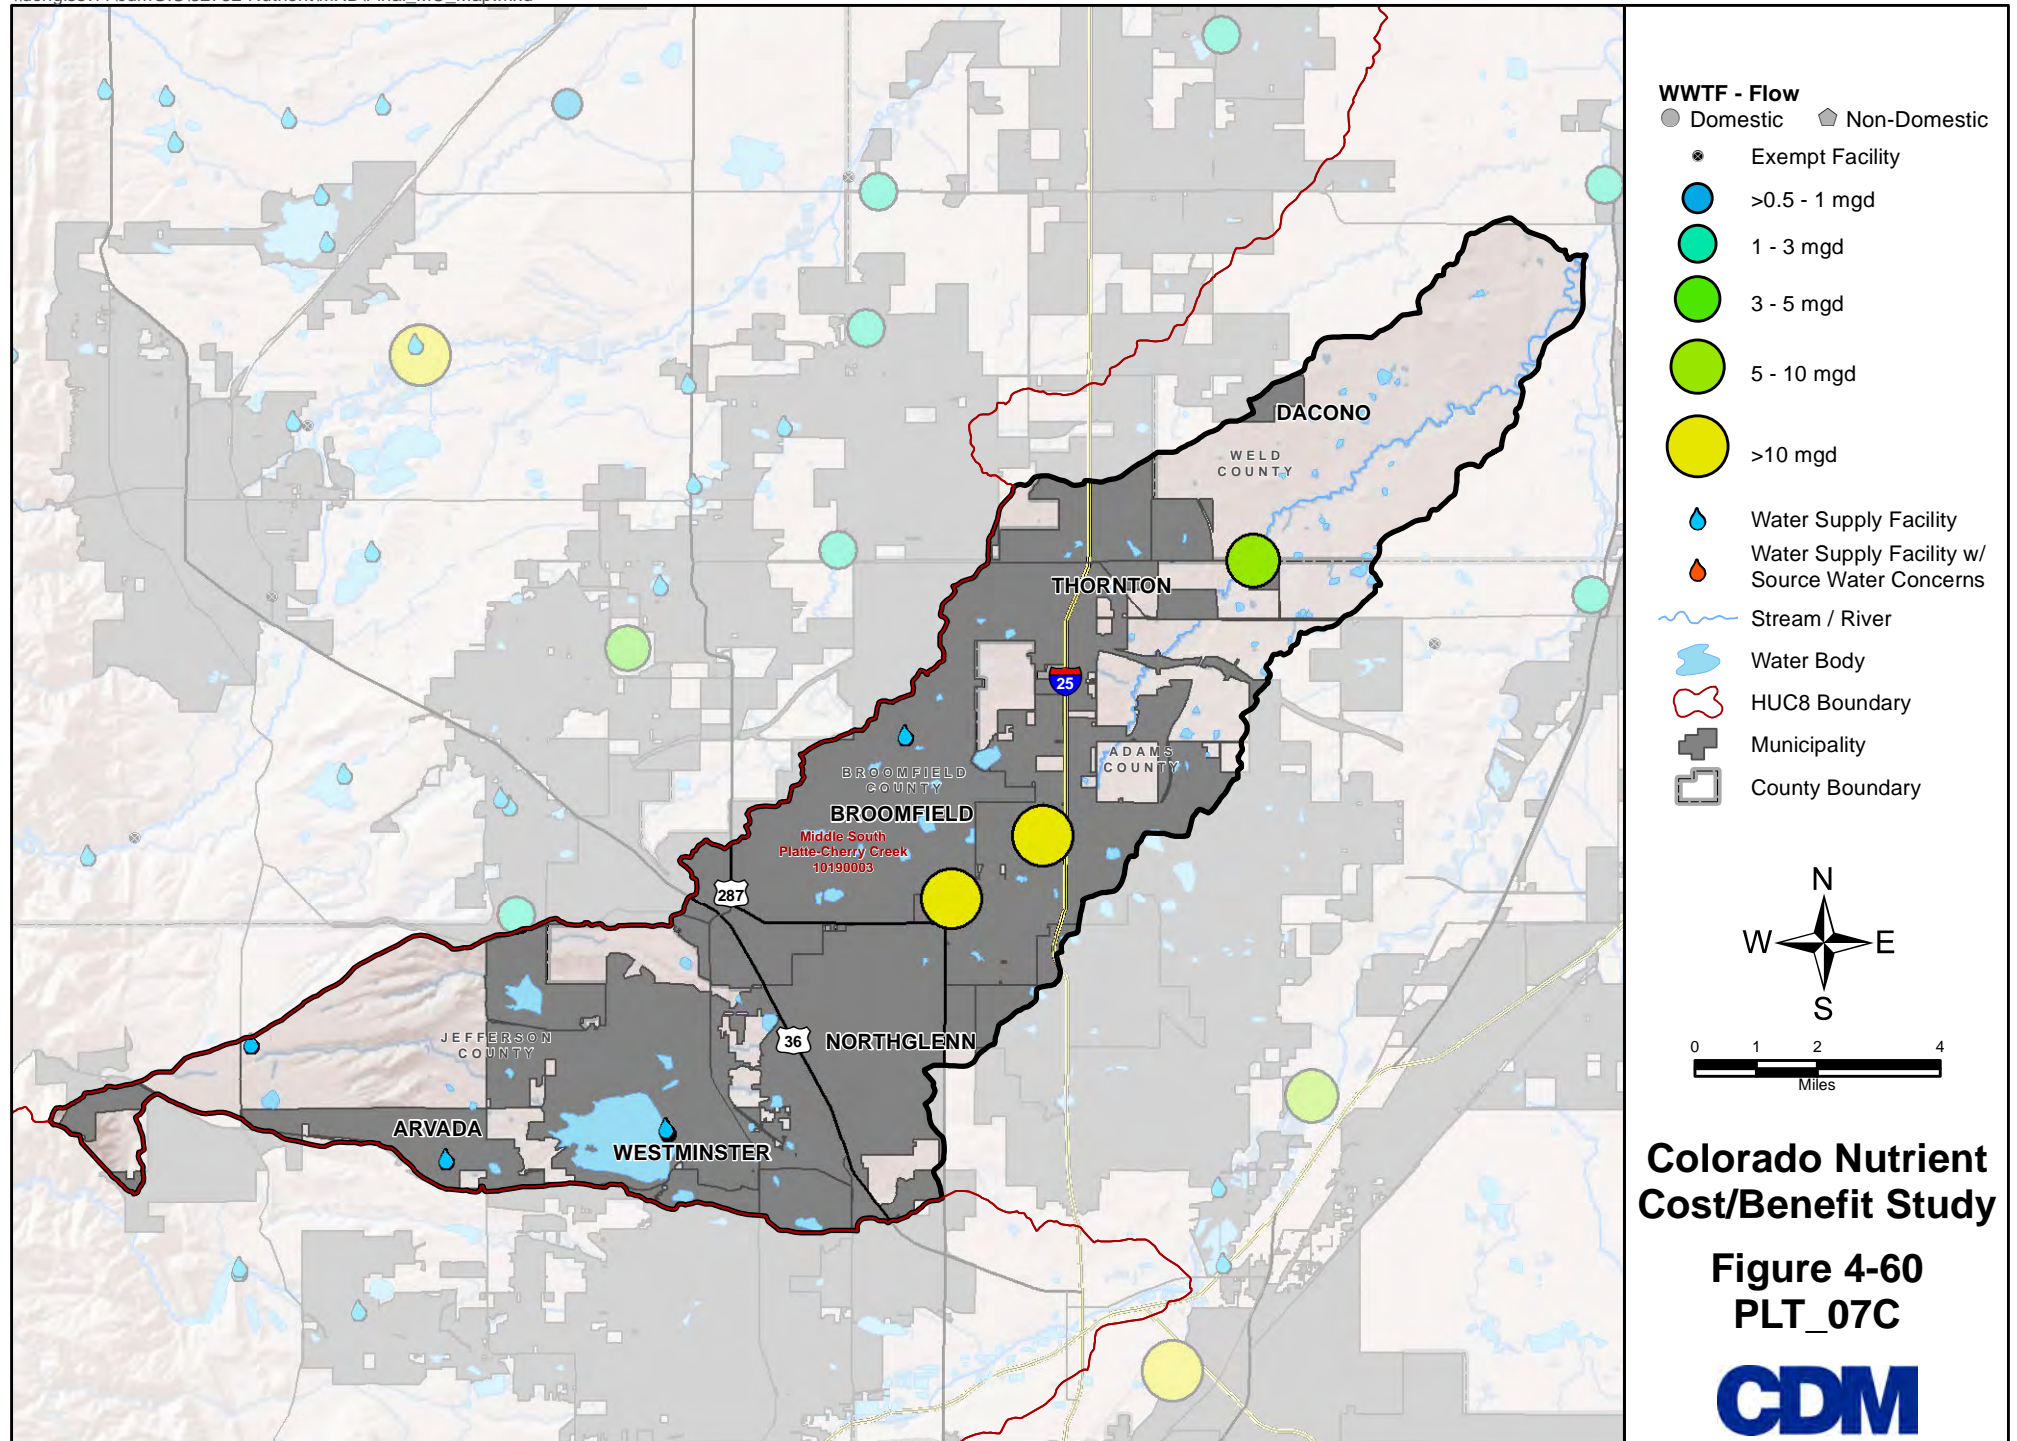 WWTF - Flow
Domestic
Non-Domestic
Exempt Facility
>0.5 - 1 mgd
1 - 3 mgd
3 - 5 mgd
5 - 10 mgd
>10 mgd
Water Supply Facility
Water Supply Facility w/
Source Water Concerns
Stream / River
Water Body
HUC8 Boundary
Municipality
County Boundary
N
W
E
S
0 1 2 4
Miles
Colorado Nutrient
Cost/Benefit Study
Figure 4-60
PLT_07C
CDM
DACONO
WELD
COUNTY
THORNTON
25
ADAMS
COUNTY
BROOMFIELD
COUNTY
BROOMFIELD
Middle South
Platte-Cherry Creek
10190003
287
36
NORTHGLENN
JEFFERSON
COUNTY
ARVADA
WESTMINSTER